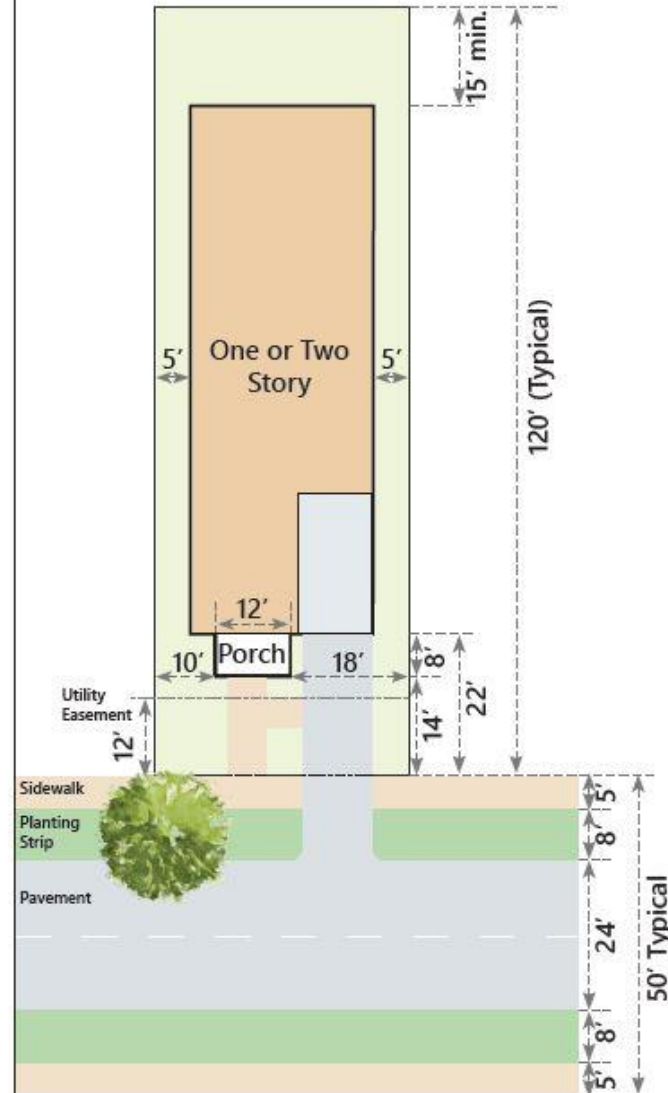 15' min.
120' (Typical)
5'
One or Two
Story
5'
12'
Porch
10'
18'
8'
22'
14'
Utility
Easement
12'
Sidewalk
5'
Planting
Strip
8'
Pavement
24'
50' Typical
8'
5'